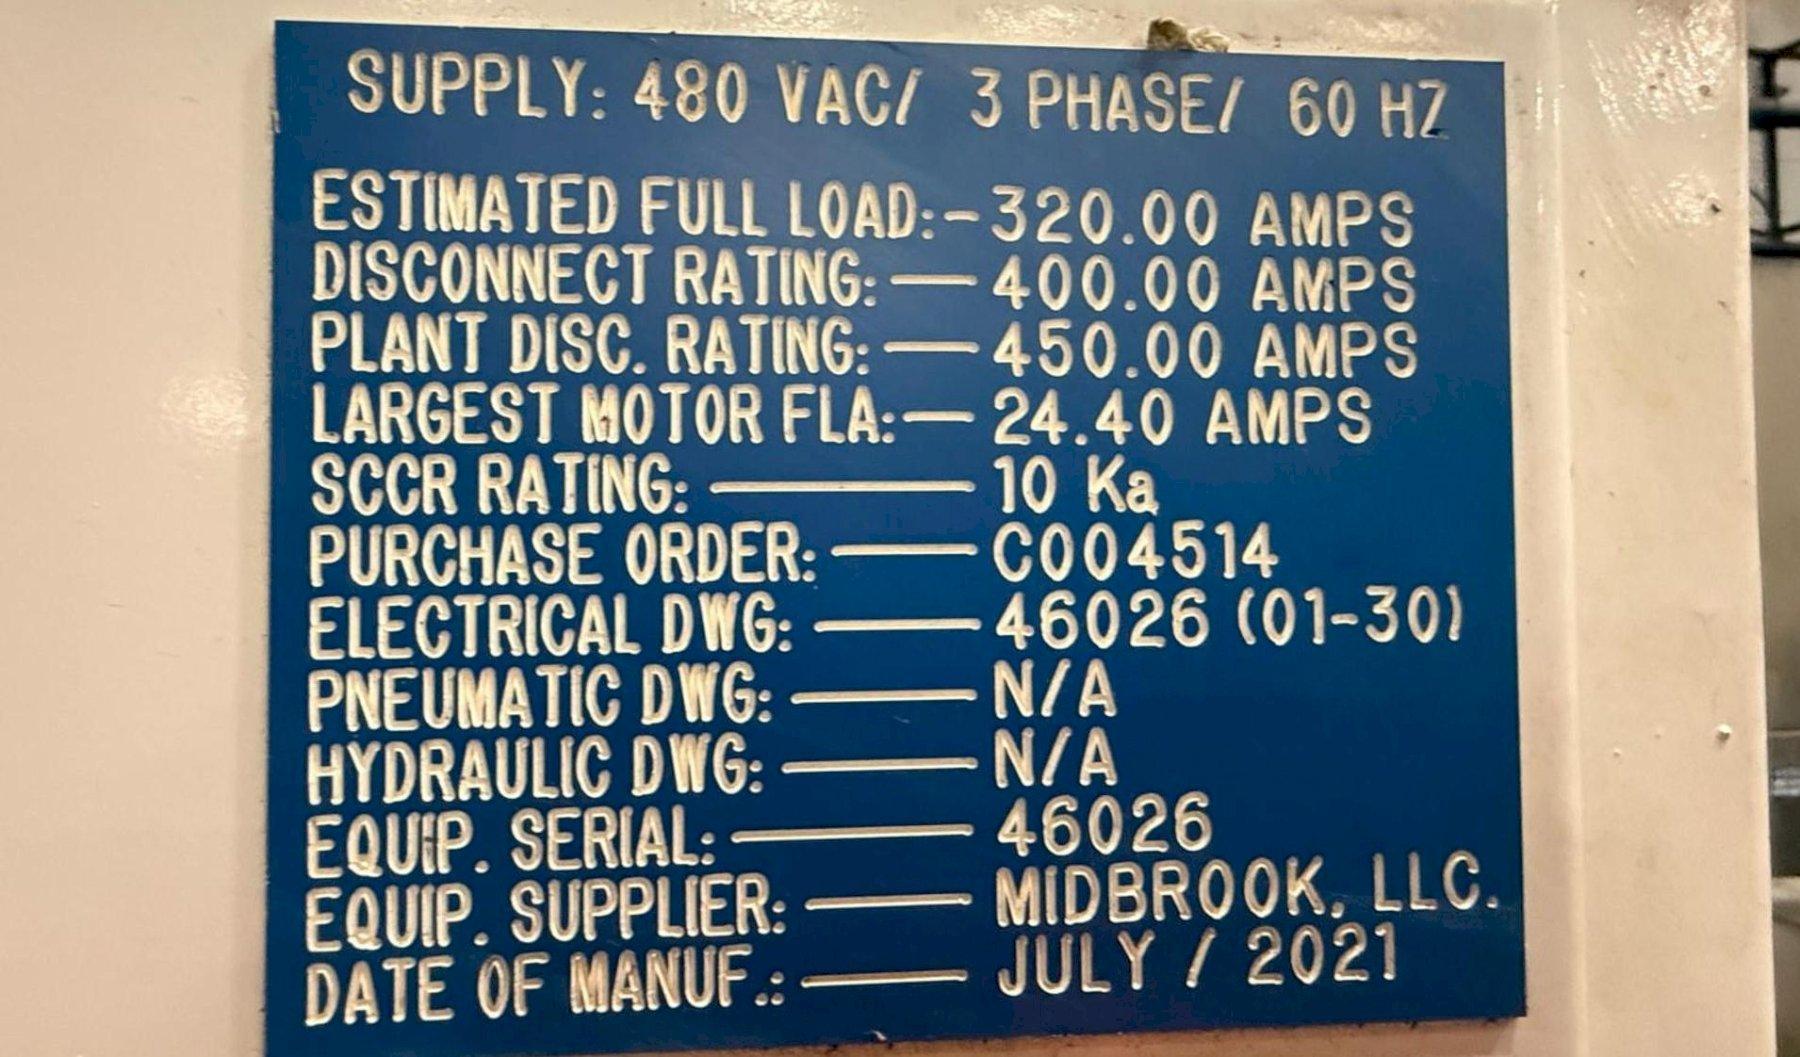 SUPPLY: 480 VAC/ 3 PHASE/ 60 HZ
ESTIMATED FULL LOAD:-320.00 AMPS
DISCONNECT RATING:—400.00 AMPS
PLANT DISC. RATING:—450.00 AMPS
LARGEST MOTOR FLA:—24.40 AMPS
SCCR RATING:—10 Ka
PURCHASE ORDER:—C004514
ELECTRICAL DWG:—46026 (01-30)
PNEUMATIC DWG:—N/A
HYDRAULIC DWG:—N/A
EQUIP. SERIAL:—46026
EQUIP. SUPPLIER:—MIDBROOK, LLC.
DATE OF MANUF.:—JULY / 2021